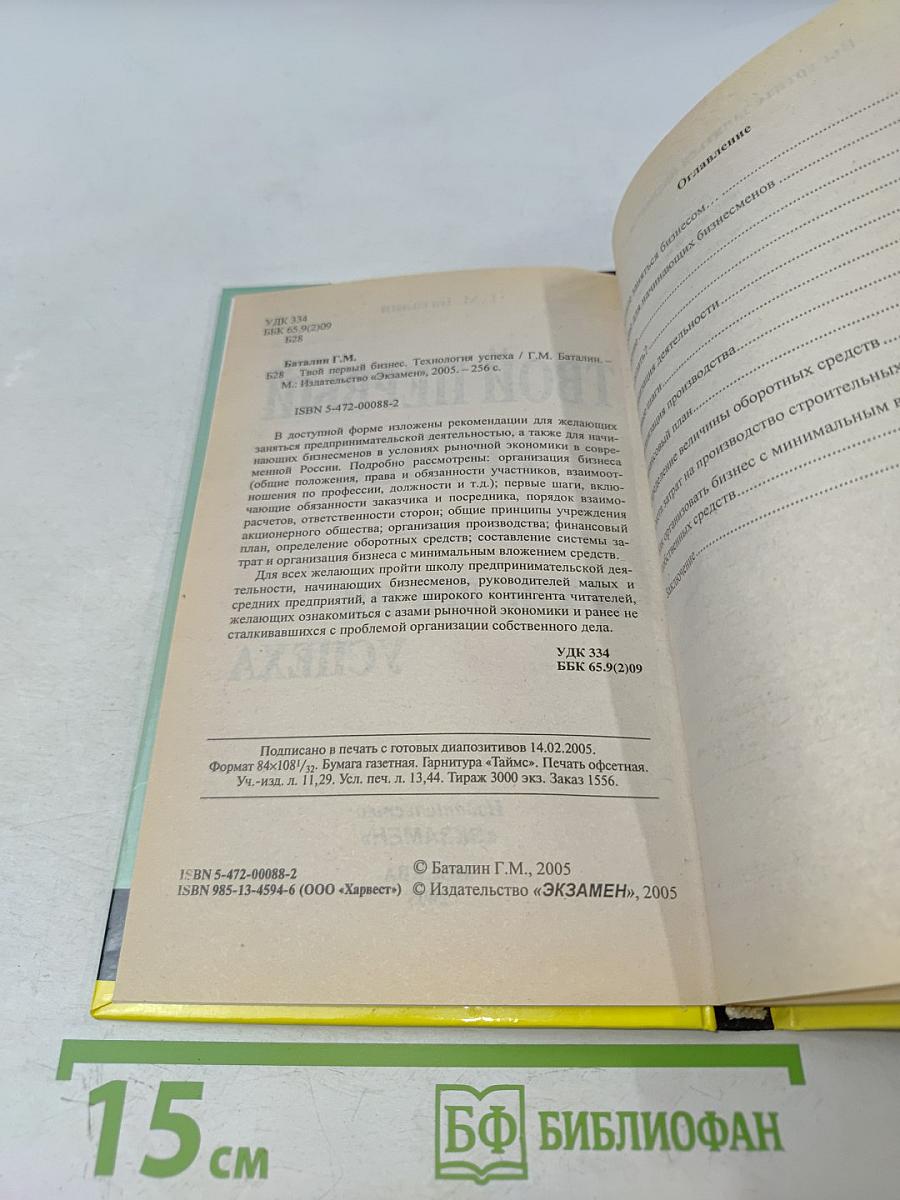 УДК 334
ББК 65.9(2)09
Б28
Баталин Г.М.
Б28 Твой первый бизнес. Технология успеха / Г.М. Баталин. –
М.: Издательство «Экзамен», 2005. – 256 с.
ISBN 5-472-00088-2
В доступной форме изложены рекомендации для желающих
заняться предпринимательской деятельностью, а также для начи-
нающих бизнесменов в условиях рыночной экономики в совре-
менной России. Подробно рассмотрены: организация бизнеса
(общие положения, права и обязанности участников, взаимоот-
ношения по профессии, должности и т.д.); первые шаги, вклю-
чающие обязанности заказчика и посредника, порядок взаимо-
расчетов, ответственности сторон; общие принципы учреждения
акционерного общества; организация производства; финансовый
план, определение оборотных средств; составление системы за-
трат и организация бизнеса с минимальным вложением средств.
Для всех желающих пройти школу предпринимательской дея-
тельности, начинающих бизнесменов, руководителей малых и
средних предприятий, а также широкого контингента читателей,
желающих ознакомиться с азами рыночной экономики и ранее не
сталкивавшихся с проблемой организации собственного дела.
УДК 334
ББК 65.9(2)09
Подписано в печать с готовых диапозитивов 14.02.2005.
Формат 84×108 1/32. Бумага газетная. Гарнитура «Таймс». Печать офсетная.
Уч.-изд. л. 11,29. Усл. печ. л. 13,44. Тираж 3000 экз. Заказ 1556.
ISBN 5-472-00088-2
ISBN 985-13-4594-6 (ООО «Харвест»)
© Баталин Г.М., 2005
© Издательство «ЭКЗАМЕН», 2005
Оглавление
заняться бизнесом
для начинающих бизнесменов
деятельности
шаги
производства
план
величины оборотных средств
затрат на производство строительных
организовать бизнес с минимальным в
средств
Заключение
15 см
БФ БИБЛИОФАН